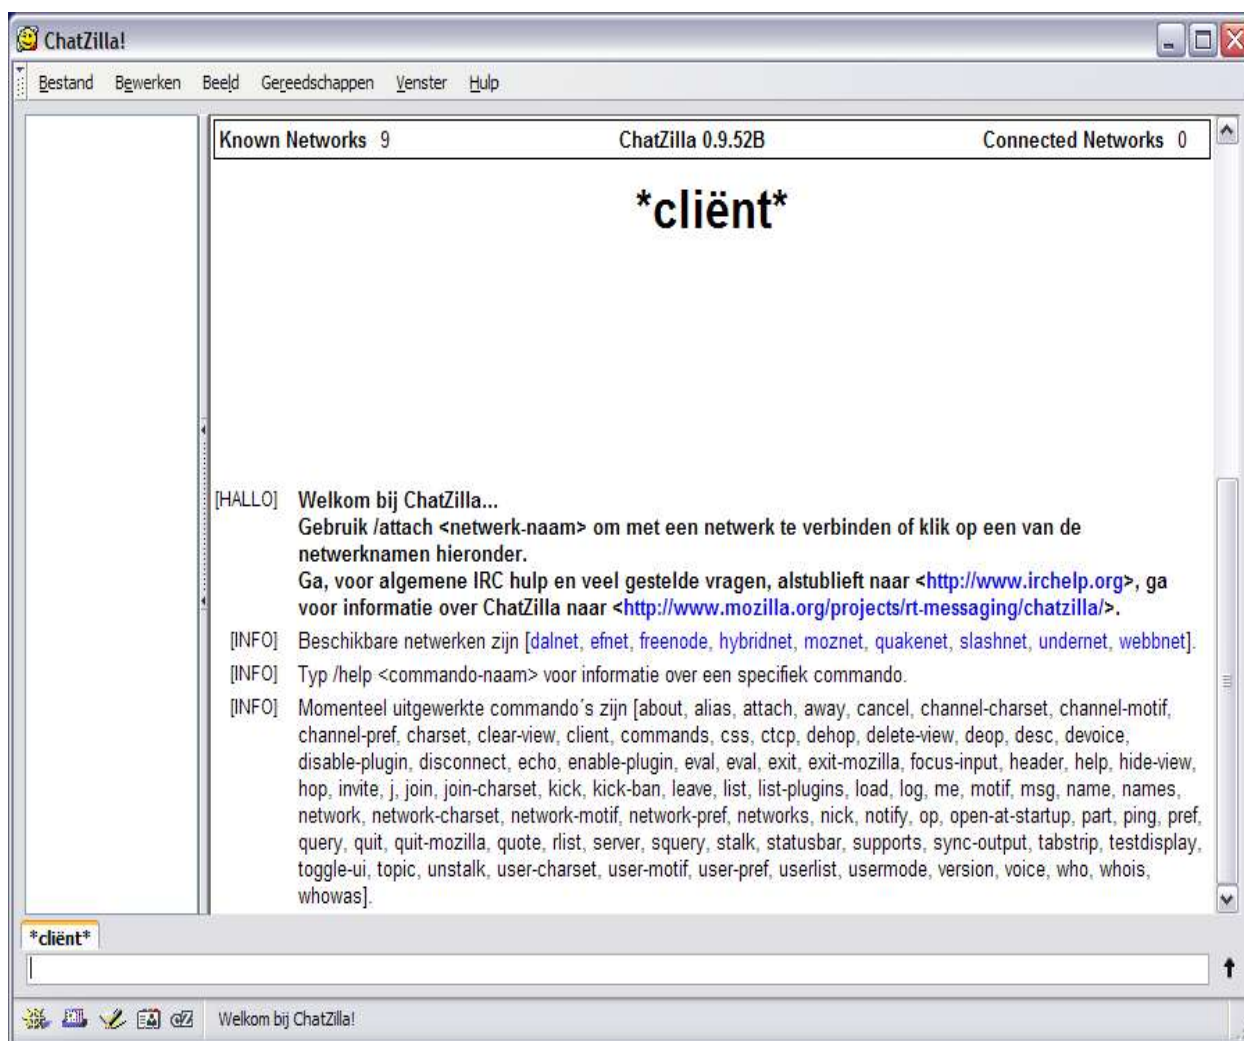 ChatZilla!
Bestand Bewerken Beeld Gereedschappen Venster Hulp
Known Networks 9 ChatZilla 0.9.52B Connected Networks 0
*cliënt*
[HALLO] Welkom bij ChatZilla...
Gebruik /attach <netwerk-naam> om met een netwerk te verbinden of klik op een van de
netwerknamen hieronder.
Ga, voor algemene IRC hulp en veel gestelde vragen, alstublieft naar <http://www.irchelp.org>, ga
voor informatie over ChatZilla naar <http://www.mozilla.org/projects/rt-messaging/chatzilla/>.
[INFO] Beschikbare netwerken zijn [dalnet, efnet, freenode, hybridnet, moznet, quakenet, slashnet, undernet, webbnet].
[INFO] Typ /help <commando-naam> voor informatie over een specifiek commando.
[INFO] Momenteel uitgewerkte commando´s zijn [about, alias, attach, away, cancel, channel-charset, channel-motif,
channel-pref, charset, clear-view, client, commands, css, ctcp, dehop, delete-view, deop, desc, devoice,
disable-plugin, disconnect, echo, enable-plugin, eval, eval, exit, exit-mozilla, focus-input, header, help, hide-view,
hop, invite, j, join, join-charset, kick, kick-ban, leave, list, list-plugins, load, log, me, motif, msg, name, names,
network, network-charset, network-motif, network-pref, networks, nick, notify, op, open-at-startup, part, ping, pref,
query, quit, quit-mozilla, quote, rlist, server, squery, stalk, statusbar, supports, sync-output, tabstrip, testdisplay,
toggle-ui, topic, unstalk, user-charset, user-motif, user-pref, userlist, usermode, version, voice, who, whois,
whowas].
*cliënt*
Welkom bij ChatZilla!